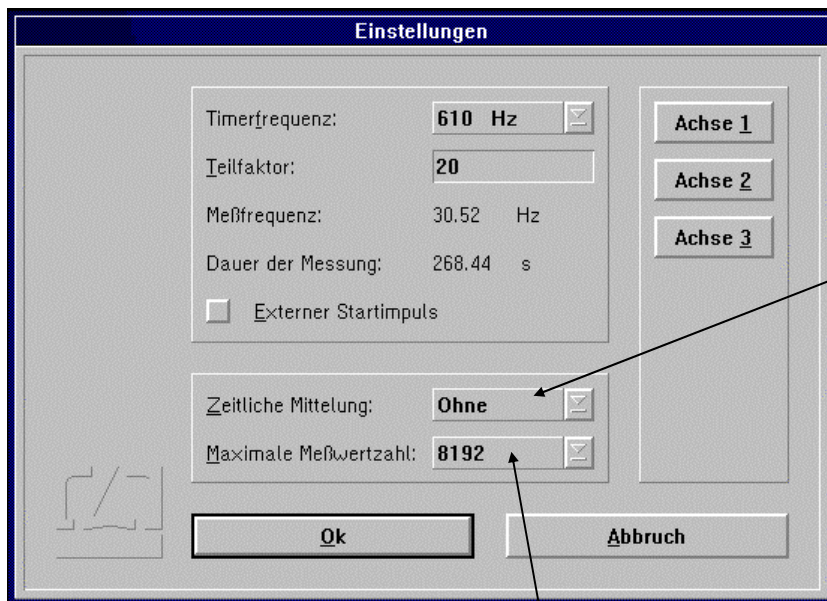 Einstellungen
Timerfrequenz: 610 Hz
Teilfaktor: 20
Meßfrequenz: 30.52 Hz
Dauer der Messung: 268.44 s
Externer Startimpuls
Zeitliche Mittelung: Ohne
Maximale Meßwertzahl: 8192
Achse 1
Achse 2
Achse 3
Ok
Abbruch